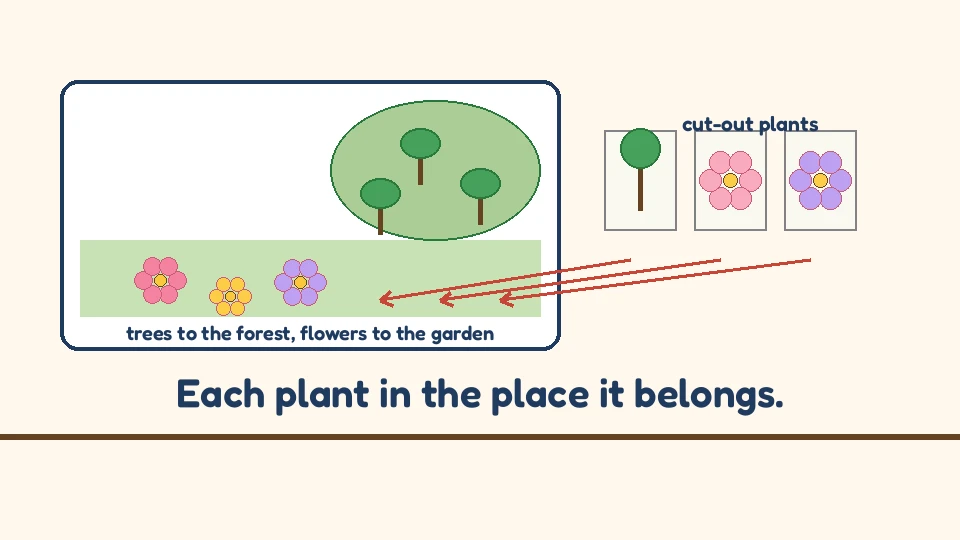 cut-out plants
trees to the forest, flowers to the garden
Each plant in the place it belongs.